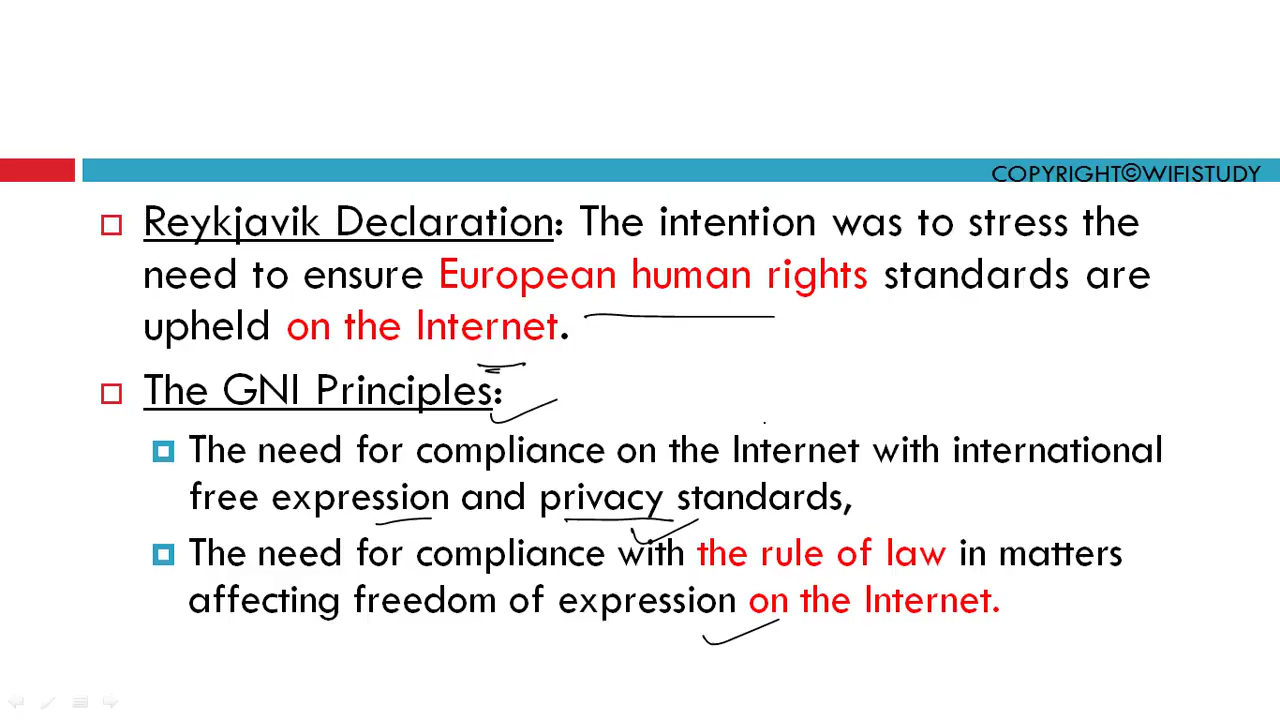 COPYRIGHT©WIFISTUDY
Reykjavik Declaration: The intention was to stress the
need to ensure European human rights standards are
upheld on the Internet.
The GNI Principles:
The need for compliance on the Internet with international
free expression and privacy standards,
The need for compliance with the rule of law in matters
affecting freedom of expression on the Internet.